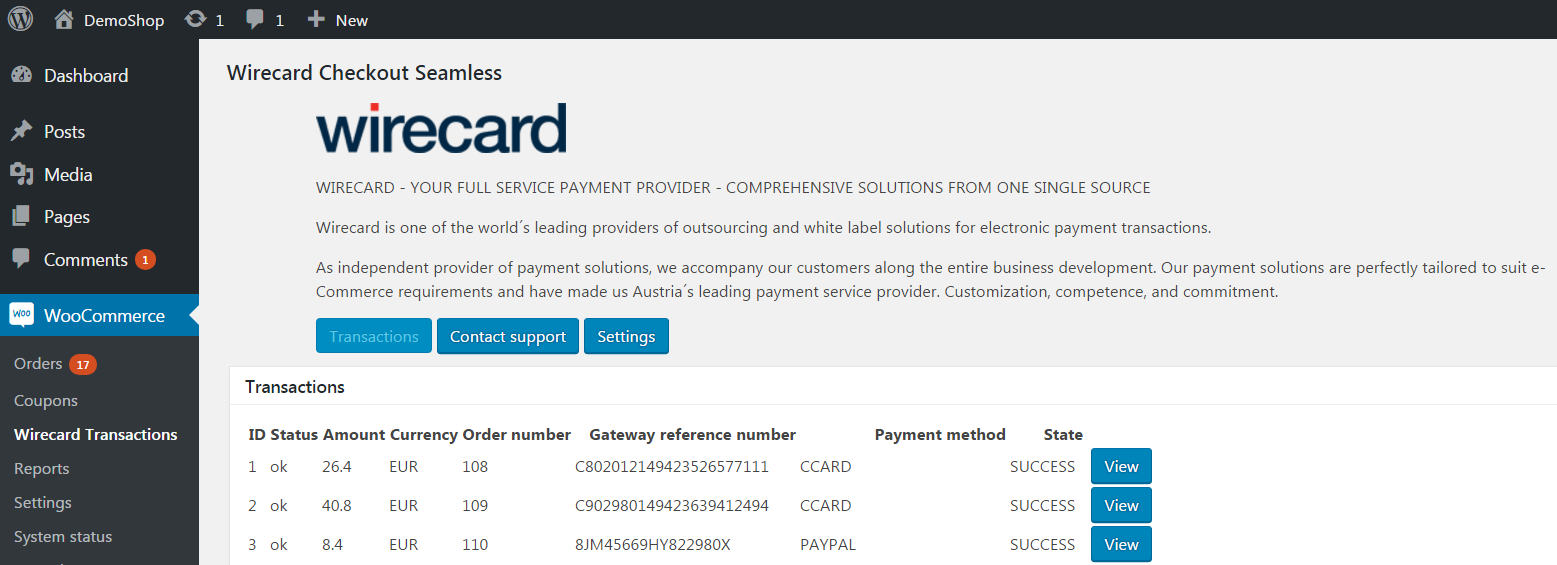 DemoShop 1 1 New
Dashboard
Posts
Media
Pages
Comments 1
WooCommerce
Orders 17
Coupons
Wirecard Transactions
Reports
Settings
System status
Wirecard Checkout Seamless
wirecard
WIRECARD - YOUR FULL SERVICE PAYMENT PROVIDER - COMPREHENSIVE SOLUTIONS FROM ONE SINGLE SOURCE
Wirecard is one of the world´s leading providers of outsourcing and white label solutions for electronic payment transactions.
As independent provider of payment solutions, we accompany our customers along the entire business development. Our payment solutions are perfectly tailored to suit e-
Commerce requirements and have made us Austria´s leading payment service provider. Customization, competence, and commitment.
Transactions Contact support Settings
Transactions
ID Status Amount Currency Order number Gateway reference number Payment method State
1 ok 26.4 EUR 108 C802012149423526577111 CCARD SUCCESS View
2 ok 40.8 EUR 109 C902980149423639412494 CCARD SUCCESS View
3 ok 8.4 EUR 110 8JM45669HY822980X PAYPAL SUCCESS View